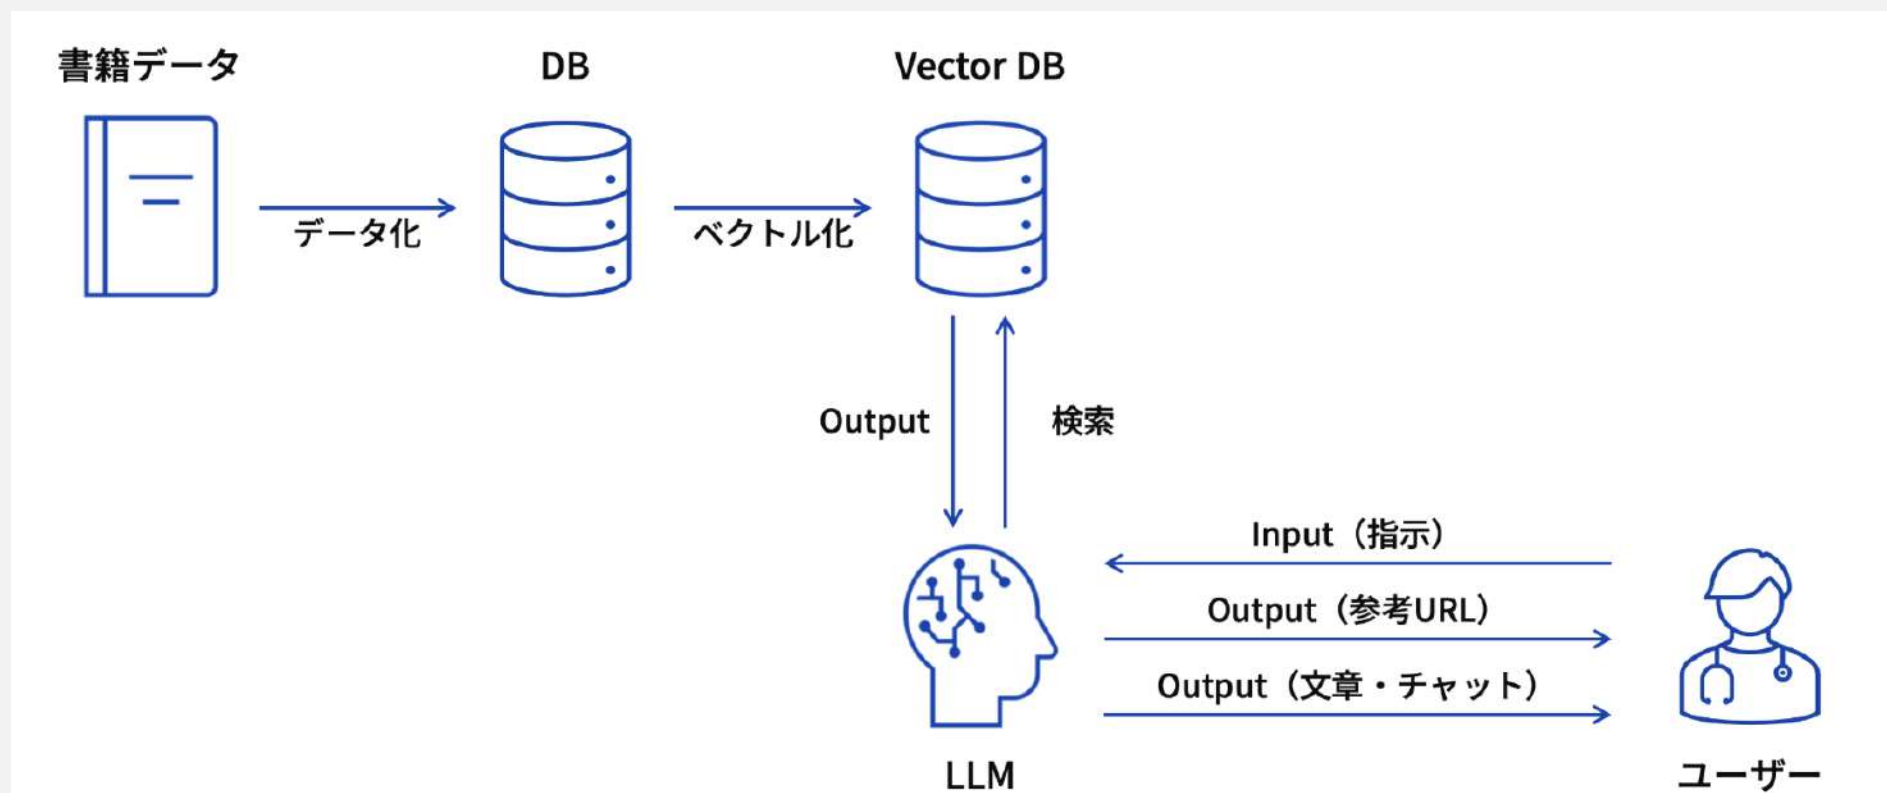 書籍データ
DB
Vector DB
データ化
ベクトル化
Output
検索
Input（指示）
Output（参考URL）
Output（文章・チャット）
LLM
ユーザー